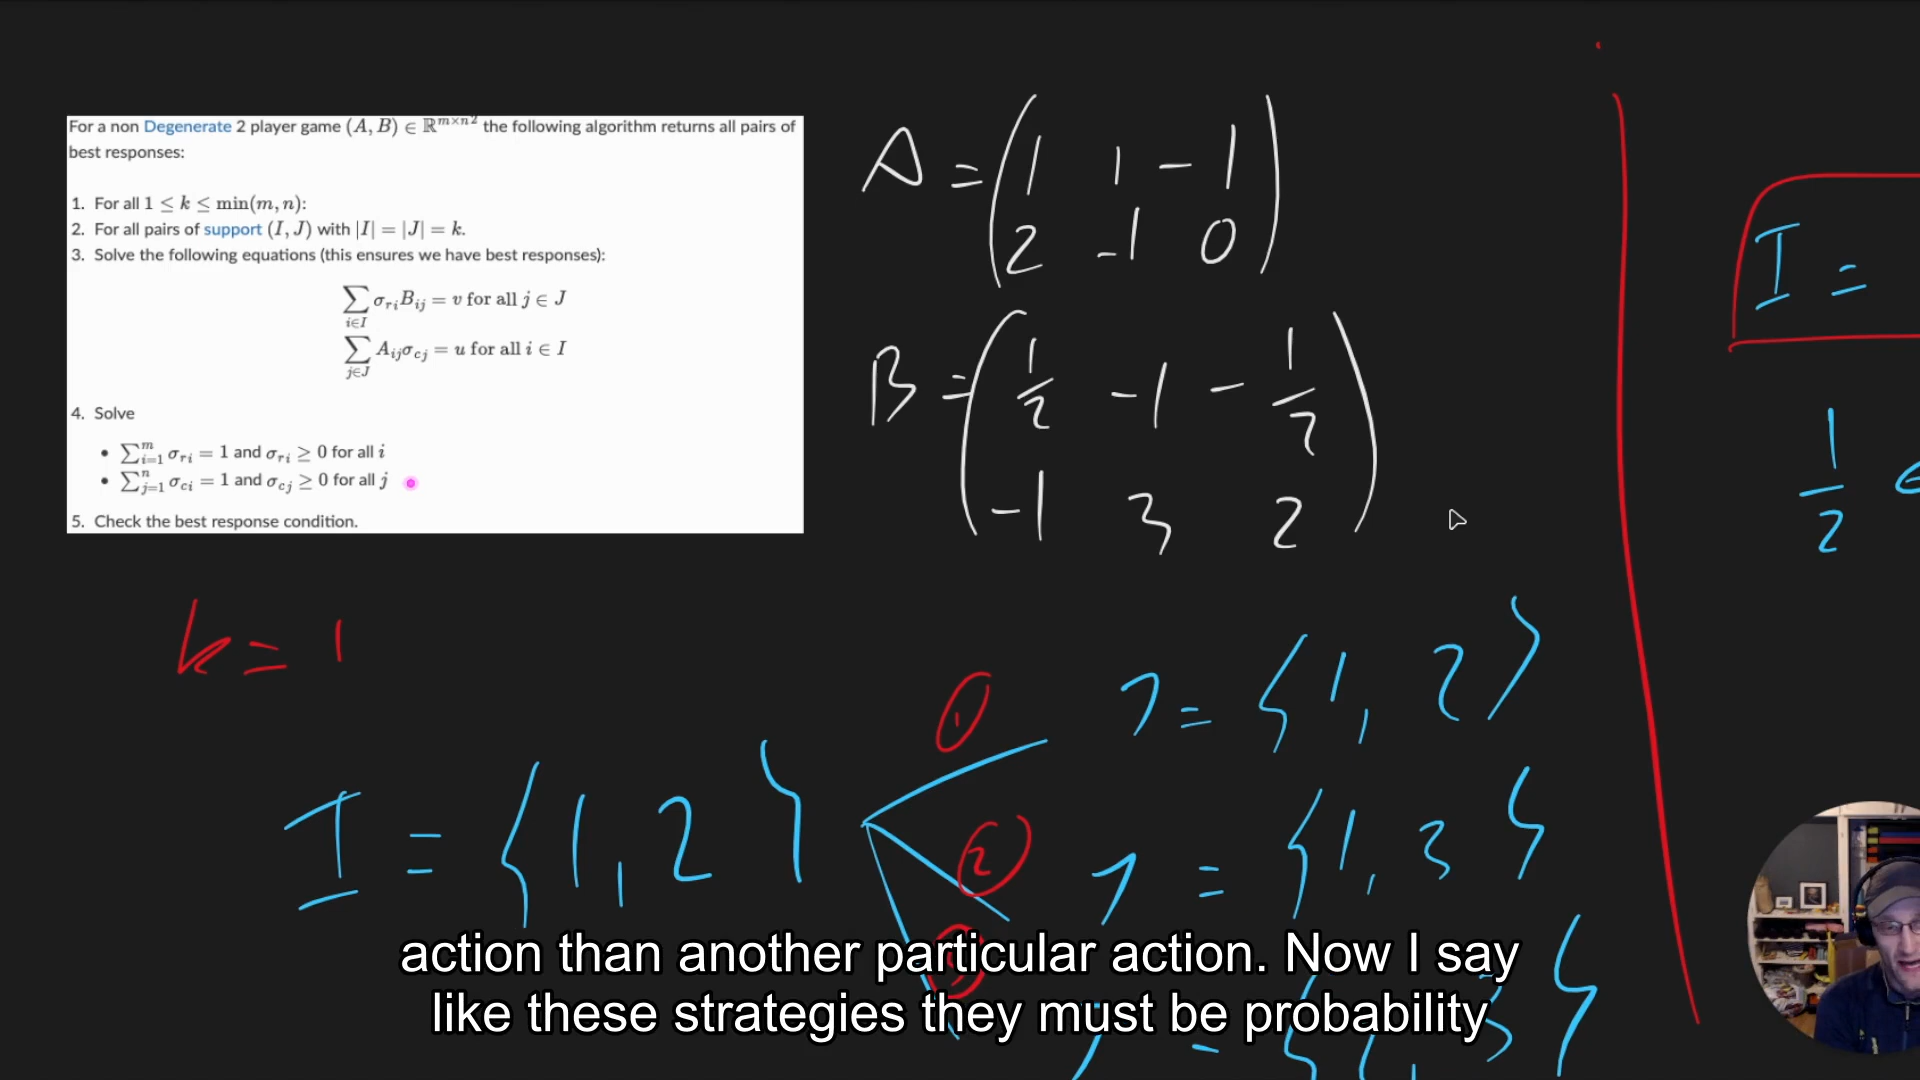 For a non Degenerate 2 player game (A, B) ∈ ℝ^{m×n^2} the following algorithm returns all pairs of
best responses:
1. For all 1 ≤ k ≤ min(m, n):
2. For all pairs of support (I, J) with |I| = |J| = k.
3. Solve the following equations (this ensures we have best responses):
∑_{i∈I} σ_{ri} B_{ij} = v for all j ∈ J
∑_{j∈J} A_{ij} σ_{cj} = u for all i ∈ I
4. Solve
• ∑_{i=1}^{m} σ_{ri} = 1 and σ_{ri} ≥ 0 for all i
• ∑_{j=1}^{n} σ_{ci} = 1 and σ_{cj} ≥ 0 for all j
5. Check the best response condition.
A = ( 1 1 -1
2 -1 0 )
B = ( 1/2 -1 -1/2
-1 3 2 )
k = 1
I = {1, 2}
① J = {1, 2}
② J = {1, 3}
I =
1/2
action than another particular action. Now I say
like these strategies they must be probability